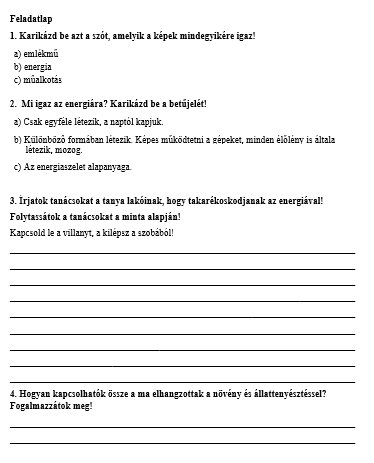 Feladatlap
1. Karikázd be azt a szót, amelyik a képek mindegyikére igaz!
a) emlékmű
b) energia
c) műalkotás
2. Mi igaz az energiára? Karikázd be a betűjelét!
a) Csak egyféle létezik, a naptól kapjuk.
b) Különböző formában létezik. Képes működtetni a gépeket, minden élőlény is általa
létezik, mozog.
c) Az energiaszelet alapanyaga.
3. Írjatok tanácsokat a tanya lakóinak, hogy takarékoskodjanak az energiával!
Folytassátok a tanácsokat a minta alapján!
Kapcsold le a villanyt, a kilépsz a szobából!
4. Hogyan kapcsolhatók össze a ma elhangzottak a növény és állattenyésztéssel?
Fogalmazzátok meg!